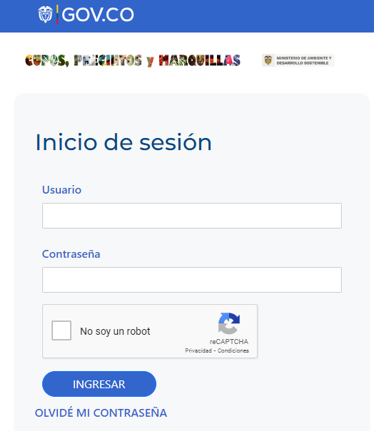 GOV.CO
CUPOS, PRECINTOS y MARQUILLAS
MINISTERIO DE AMBIENTE Y
DESARROLLO SOSTENIBLE
Inicio de sesión
Usuario
Contraseña
No soy un robot
reCAPTCHA
Privacidad - Condiciones
INGRESAR
OLVIDÉ MI CONTRASEÑA